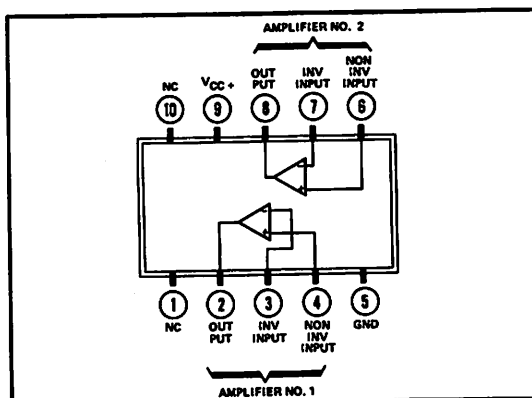 AMPLIFIER NO. 2
NC
VCC +
OUT PUT
INV INPUT
NON INV INPUT
10
9
8
7
6
1
2
3
4
5
NC
OUT PUT
INV INPUT
NON INV INPUT
GND
AMPLIFIER NO. 1